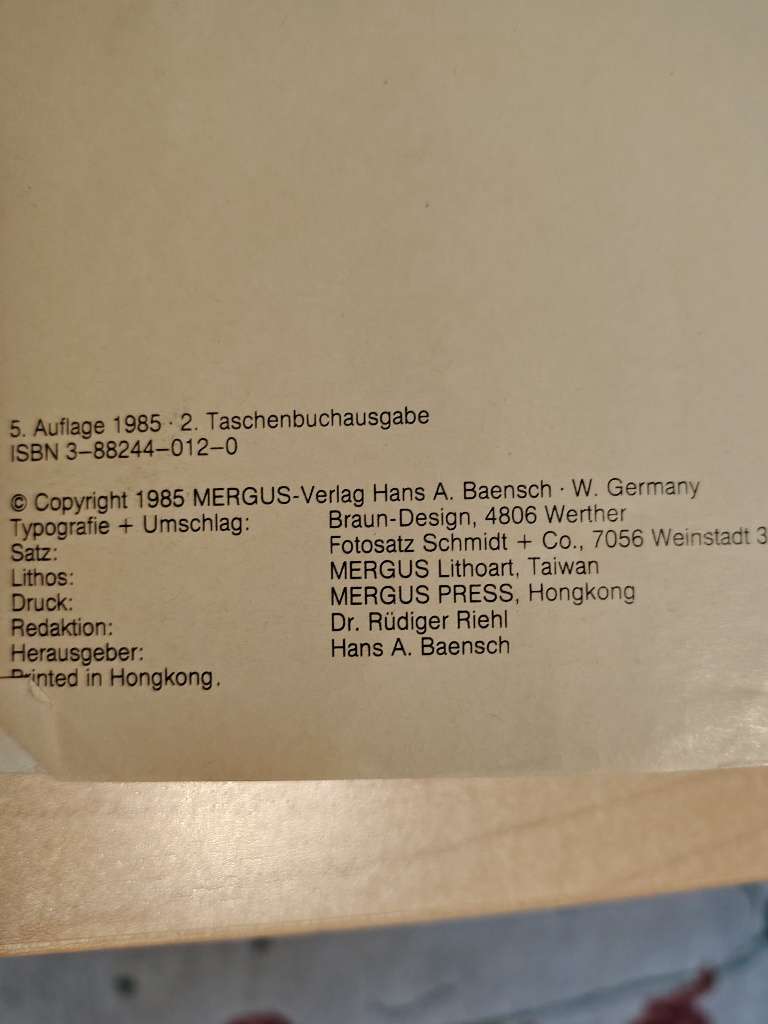 5. Auflage 1985 · 2. Taschenbuchausgabe
ISBN 3–88244–012–0
© Copyright 1985 MERGUS-Verlag Hans A. Baensch · W. Germany
Typografie + Umschlag: Braun-Design, 4806 Werther
Satz: Fotosatz Schmidt + Co., 7056 Weinstadt 3
Lithos: MERGUS Lithoart, Taiwan
Druck: MERGUS PRESS, Hongkong
Redaktion: Dr. Rüdiger Riehl
Herausgeber: Hans A. Baensch
Printed in Hongkong.